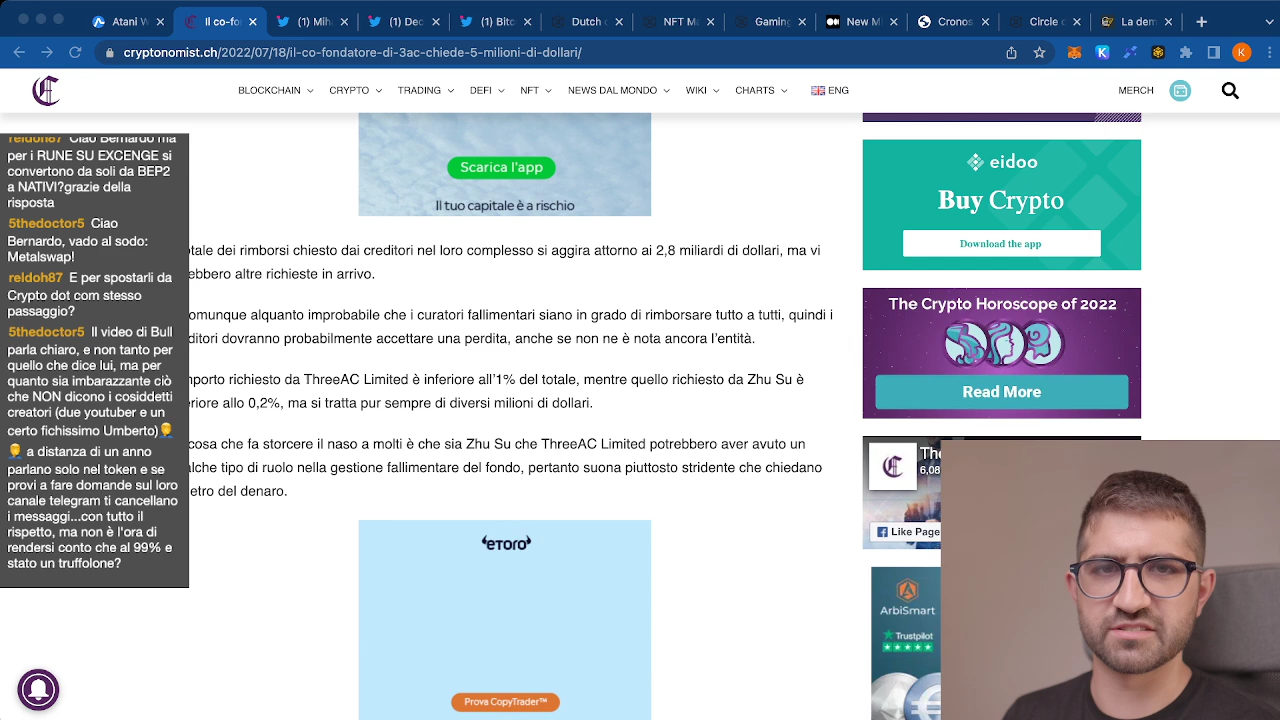 Atani W
Il co-fo
(1) Miha
(1) Dec
(1) Bitc
Dutch c
NFT Ma
Gaming
New Mi
Cronos
Circle c
La dem
cryptonomist.ch/2022/07/18/il-co-fondatore-di-3ac-chiede-5-milioni-di-dollari/
K
BLOCKCHAIN CRYPTO TRADING DEFI NFT NEWS DAL MONDO WIKI CHARTS ENG MERCH
reldoh87 Ciao Bernardo ma
per i RUNE SU EXCENGE si
convertono da soli da BEP2
a NATIVI?grazie della
risposta
5thedoctor5 Ciao
Bernardo, vado al sodo:
Metalswap!
reldoh87 E per spostarli da
Crypto dot com stesso
passaggio?
5thedoctor5 Il video di Bull
parla chiaro, e non tanto per
quello che dice lui, ma per
quanto sia imbarazzante ciò
che NON dicono i cosiddetti
creatori (due youtuber e un
certo fichissimo Umberto)🤦‍♂️
🤦‍♂️ a distanza di un anno
parlano solo nel token e se
provi a fare domande sul loro
canale telegram ti cancellano
i messaggi...con tutto il
rispetto, ma non è l'ora di
rendersi conto che al 99% e
stato un truffolone?
Scarica l'app
Il tuo capitale è a rischio
otale dei rimborsi chiesto dai creditori nel loro complesso si aggira attorno ai 2,8 miliardi di dollari, ma vi
ebbero altre richieste in arrivo.
omunque alquanto improbabile che i curatori fallimentari siano in grado di rimborsare tutto a tutti, quindi i
ditori dovranno probabilmente accettare una perdita, anche se non ne è nota ancora l'entità.
mporto richiesto da ThreeAC Limited è inferiore all'1% del totale, mentre quello richiesto da Zhu Su è
eriore allo 0,2%, ma si tratta pur sempre di diversi milioni di dollari.
cosa che fa storcere il naso a molti è che sia Zhu Su che ThreeAC Limited potrebbero aver avuto un
alche tipo di ruolo nella gestione fallimentare del fondo, pertanto suona piuttosto stridente che chiedano
etro del denaro.
eToro
Prova CopyTrader™
eidoo
Buy Crypto
Download the app
The Crypto Horoscope of 2022
Read More
The
6,08
Like Page
ArbiSmart
Trustpilot